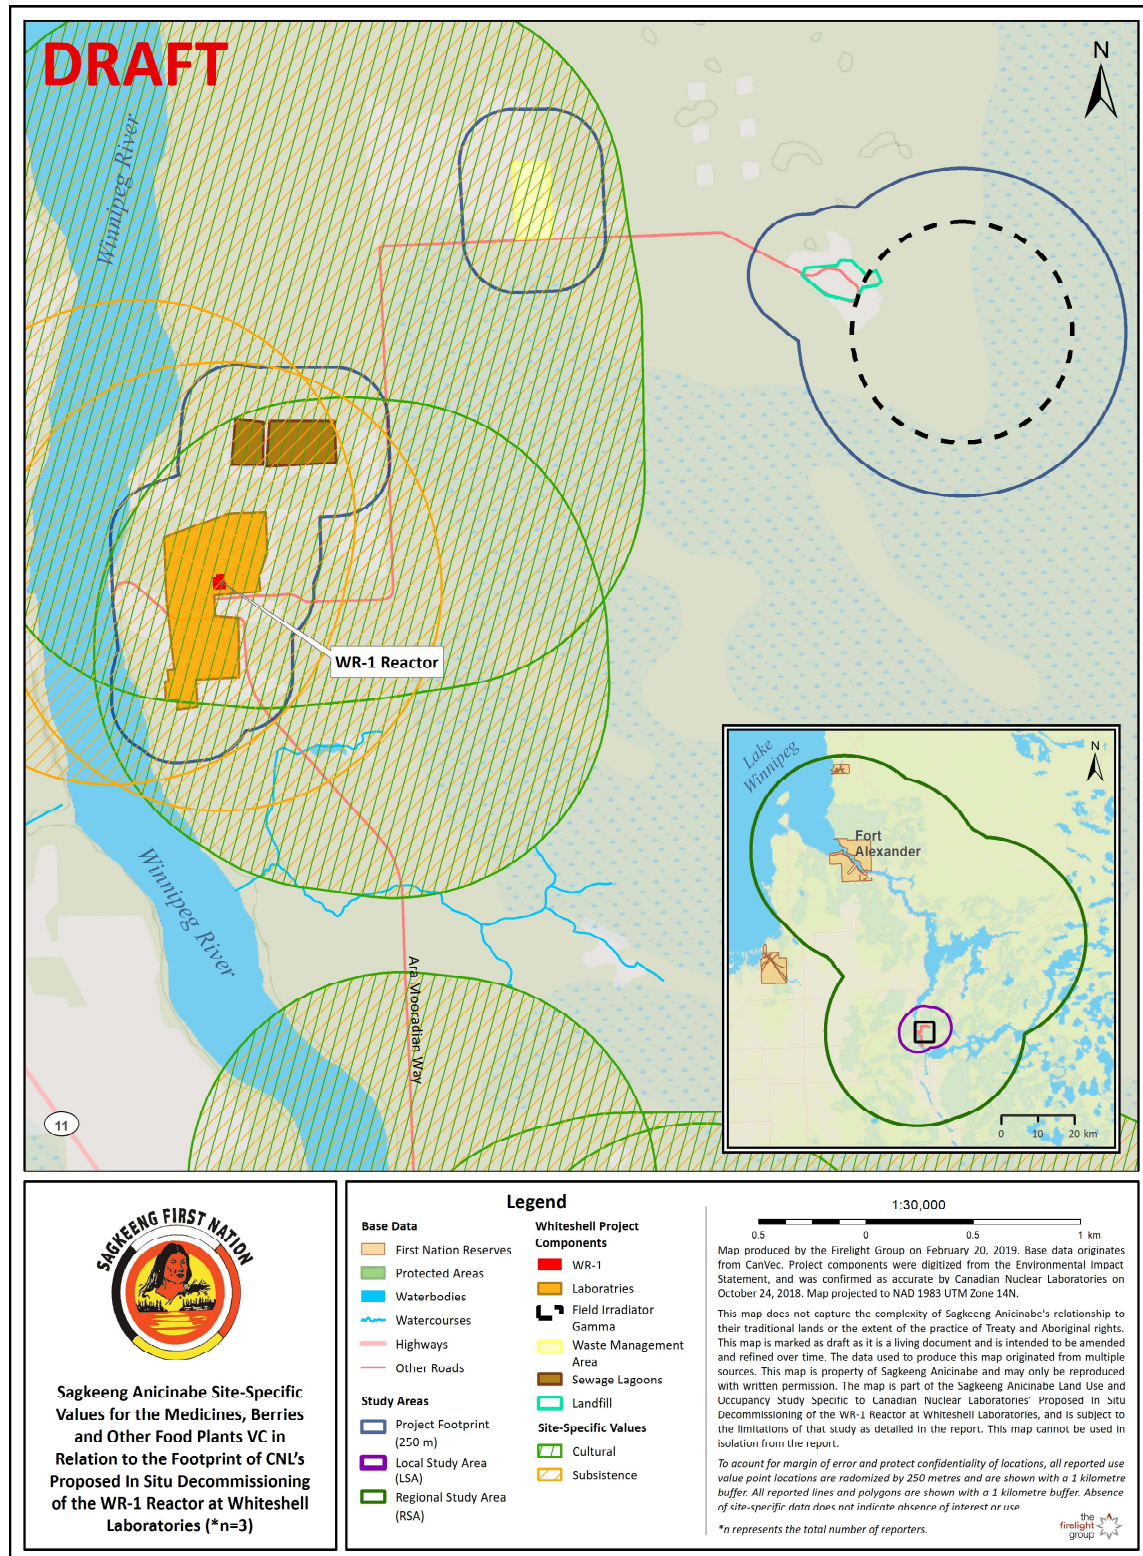 DRAFT
N
Winnipeg River
WR-1 Reactor
Winnipeg River
Ara Mooradian Way
11
Lake
Winnipeg
N
Fort
Alexander
0 10 20 km
SAGKEENG FIRST NATION
Sagkeeng Anicinabe Site-Specific
Values for the Medicines, Berries
and Other Food Plants VC in
Relation to the Footprint of CNL's
Proposed In Situ Decommissioning
of the WR-1 Reactor at Whiteshell
Laboratories (*n=3)
Legend
Base Data
First Nation Reserves
Protected Areas
Waterbodies
Watercourses
Highways
Other Roads
Study Areas
Project Footprint
(250 m)
Local Study Area
(LSA)
Regional Study Area
(RSA)
Whiteshell Project
Components
WR-1
Laboratries
Field Irradiator
Gamma
Waste Management
Area
Sewage Lagoons
Landfill
Site-Specific Values
Cultural
Subsistence
1:30,000
0.5 0 0.5 1 km
Map produced by the Firelight Group on February 20, 2019. Base data originates
from CanVec. Project components were digitized from the Environmental Impact
Statement, and was confirmed as accurate by Canadian Nuclear Laboratories on
October 24, 2018. Map projected to NAD 1983 UTM Zone 14N.
This map does not capture the complexity of Sagkeeng Anicinabe's relationship to
their traditional lands or the extent of the practice of Treaty and Aboriginal rights.
This map is marked as draft as it is a living document and is intended to be amended
and refined over time. The data used to produce this map originated from multiple
sources. This map is property of Sagkeeng Anicinabe and may only be reproduced
with written permission. The map is part of the Sagkeeng Anicinabe Land Use and
Occupancy Study Specific to Canadian Nuclear Laboratories' Proposed In Situ
Decommissioning of the WR-1 Reactor at Whiteshell Laboratories, and is subject to
the limitations of that study as detailed in the report. This map cannot be used in
isolation from the report.
To acount for margin of error and protect confidentiality of locations, all reported use
value point locations are radomized by 250 metres and are shown with a 1 kilometre
buffer. All reported lines and polygons are shown with a 1 kilometre buffer. Absence
of site-specific data does not indicate absence of interest or use.
*n represents the total number of reporters.
the
firelight
group